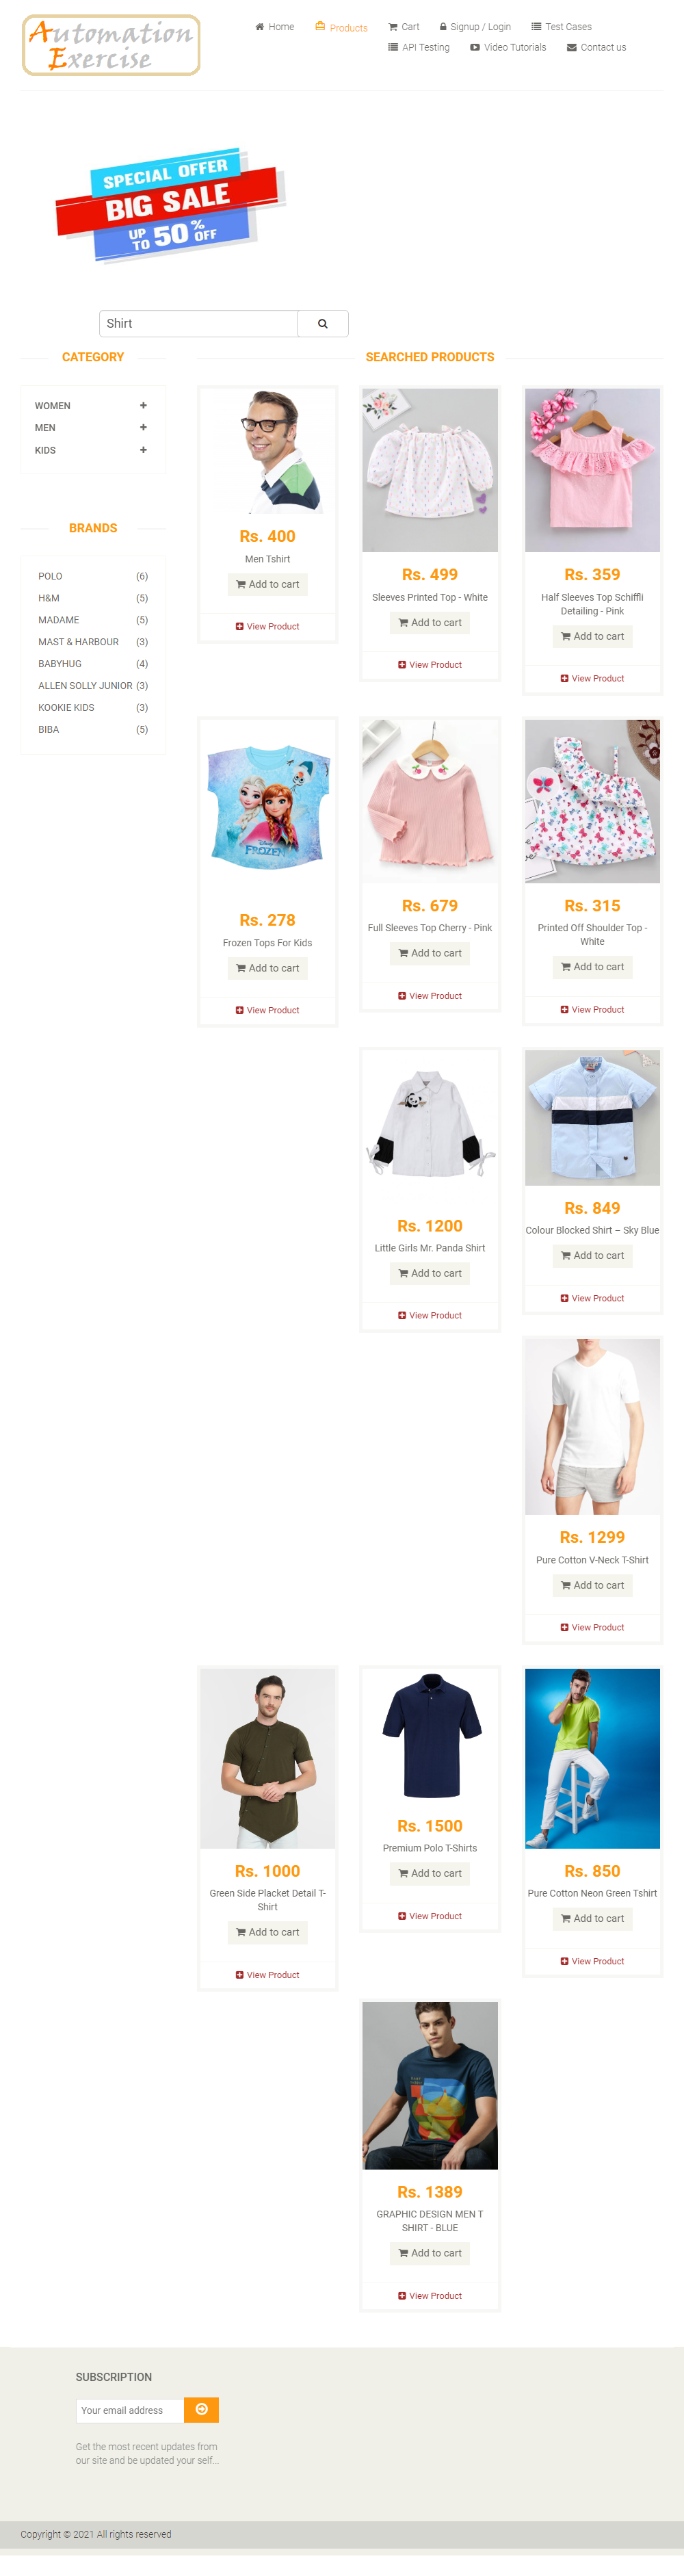 Automation
Exercise
Home
Products
Cart
Signup / Login
Test Cases
API Testing
Video Tutorials
Contact us
SPECIAL OFFER
BIG SALE
UP TO 50% OFF
Shirt
CATEGORY
WOMEN
MEN
KIDS
BRANDS
POLO (6)
H&M (5)
MADAME (5)
MAST & HARBOUR (3)
BABYHUG (4)
ALLEN SOLLY JUNIOR (3)
KOOKIE KIDS (3)
BIBA (5)
SEARCHED PRODUCTS
Rs. 400
Men Tshirt
Add to cart
View Product
Rs. 499
Sleeves Printed Top - White
Add to cart
View Product
Rs. 359
Half Sleeves Top Schiffli
Detailing - Pink
Add to cart
View Product
FROZEN
Rs. 278
Frozen Tops For Kids
Add to cart
View Product
Rs. 679
Full Sleeves Top Cherry - Pink
Add to cart
View Product
Rs. 315
Printed Off Shoulder Top -
White
Add to cart
View Product
Rs. 1200
Little Girls Mr. Panda Shirt
Add to cart
View Product
Rs. 849
Colour Blocked Shirt – Sky Blue
Add to cart
View Product
Rs. 1299
Pure Cotton V-Neck T-Shirt
Add to cart
View Product
Rs. 1000
Green Side Placket Detail T-
Shirt
Add to cart
View Product
Rs. 1500
Premium Polo T-Shirts
Add to cart
View Product
Rs. 850
Pure Cotton Neon Green Tshirt
Add to cart
View Product
Rs. 1389
GRAPHIC DESIGN MEN T
SHIRT - BLUE
Add to cart
View Product
SUBSCRIPTION
Your email address
Get the most recent updates from
our site and be updated your self...
Copyright © 2021 All rights reserved